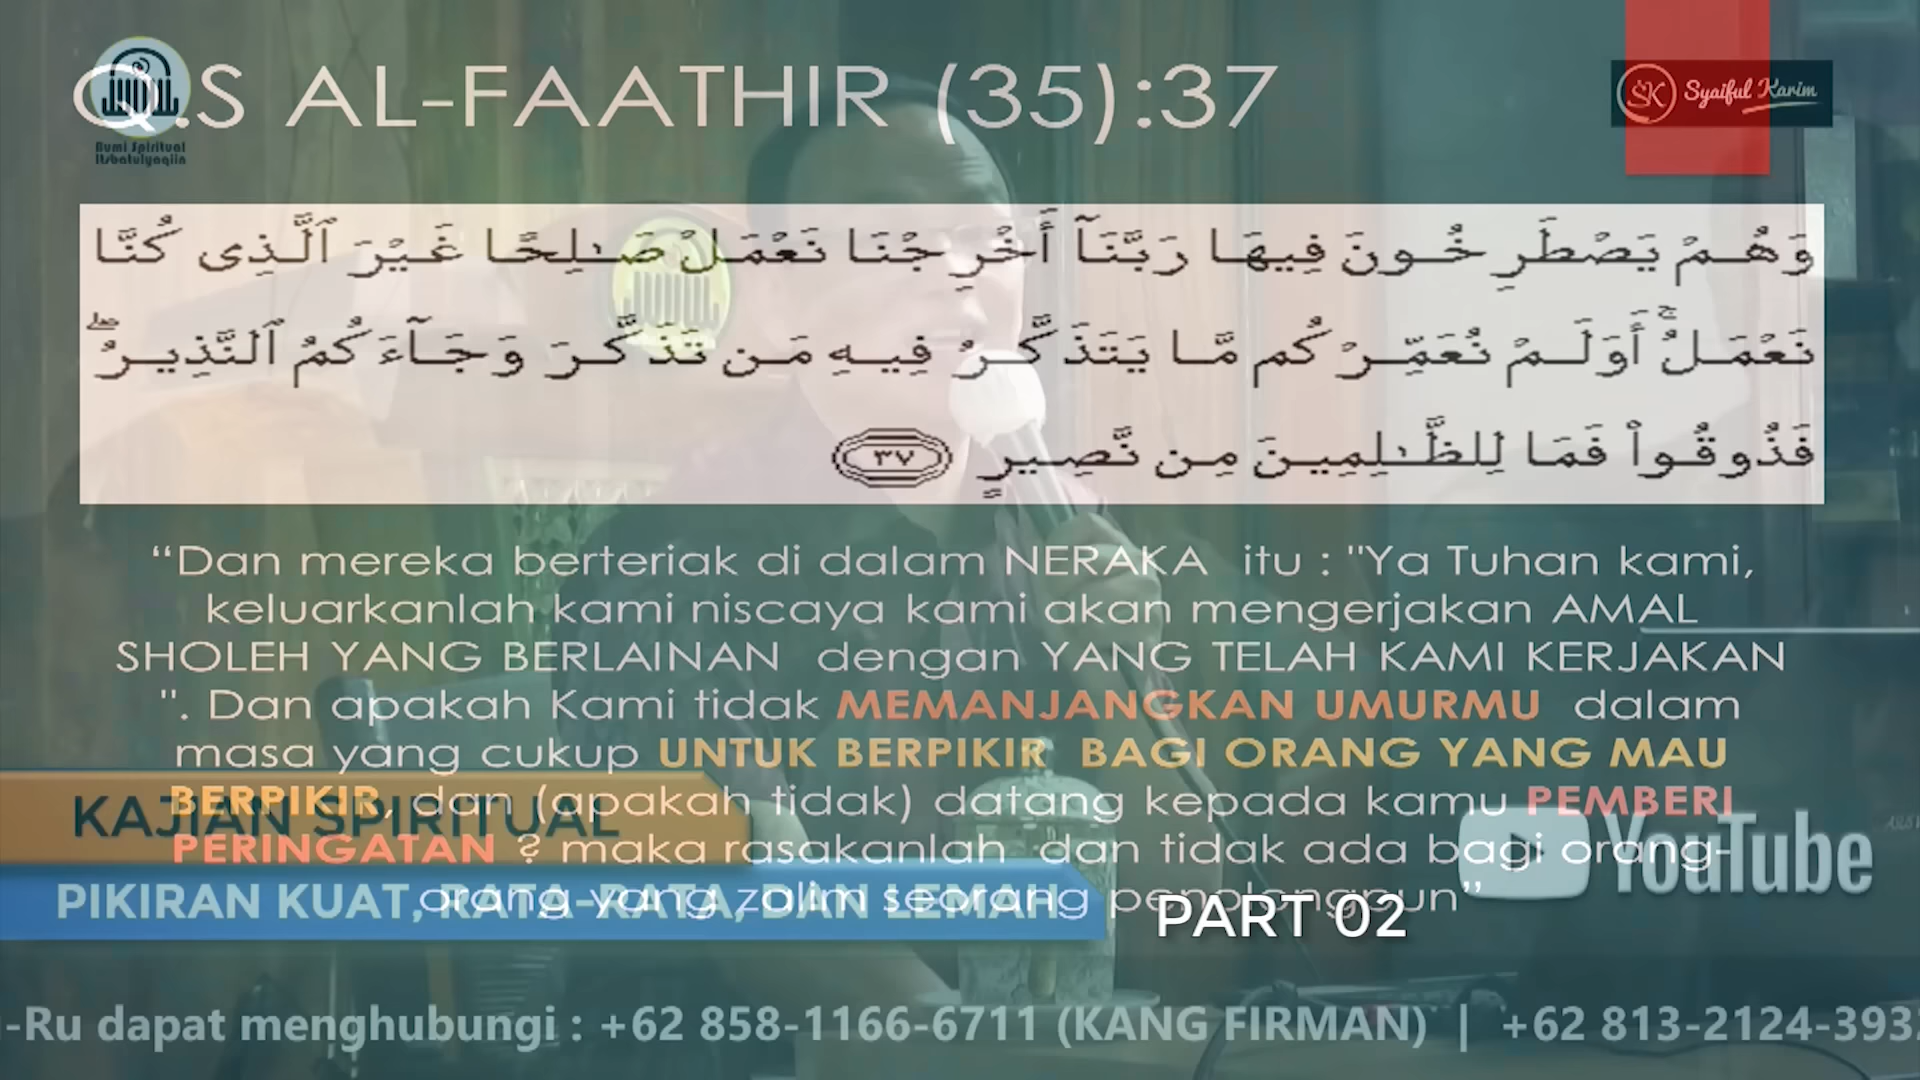 Q.S AL-FAATHIR (35):37
Bumi Spiritual
Itsbatulyaqiin
SK Syaiful Karim
وَهُمْ يَصْطَرِخُونَ فِيهَا رَبَّنَآ أَخْرِجْنَا نَعْمَلْ صَـٰلِحًا غَيْرَ ٱلَّذِى كُنَّا
نَعْمَلُ ۚ أَوَلَمْ نُعَمِّرْكُم مَّا يَتَذَكَّرُ فِيهِ مَن تَذَكَّرَ وَجَآءَكُمُ ٱلنَّذِيرُ ۖ
فَذُوقُوا۟ فَمَا لِلظَّـٰلِمِينَ مِن نَّصِيرٍ ٣٧
“Dan mereka berteriak di dalam NERAKA itu : "Ya Tuhan kami,
keluarkanlah kami niscaya kami akan mengerjakan AMAL
SHOLEH YANG BERLAINAN dengan YANG TELAH KAMI KERJAKAN
". Dan apakah Kami tidak MEMANJANGKAN UMURMU dalam
masa yang cukup UNTUK BERPIKIR BAGI ORANG YANG MAU
BERPIKIR, dan (apakah tidak) datang kepada kamu PEMBERI
PERINGATAN ? maka rasakanlah dan tidak ada bagi orang-
orang yang zolim seorang penolongpun”
KAJIAN SPIRITUAL
PIKIRAN KUAT, RATA-RATA, DAN LEMAH
PART 02
YouTube
-Ru dapat menghubungi : +62 858-1166-6711 (KANG FIRMAN) | +62 813-2124-393